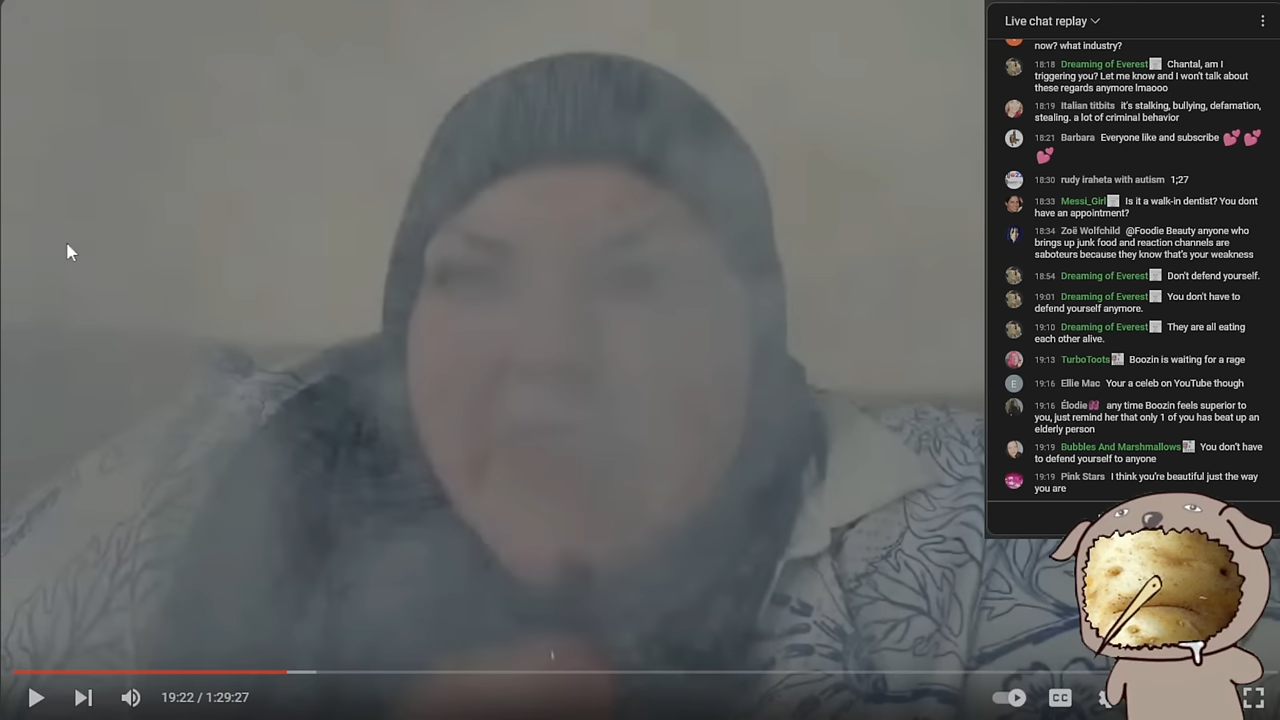 Live chat replay
now? what industry?
18:18 Dreaming of Everest Chantal, am I
triggering you? Let me know and I won't talk about
these regards anymore lmaooo
18:19 Italian titbits it's stalking, bullying, defamation,
stealing. a lot of criminal behavior
18:21 Barbara Everyone like and subscribe 💕 💕
💕
18:30 rudy iraheta with autism 1;27
18:33 Messi_Girl Is it a walk-in dentist? You dont
have an appointment?
18:34 Zoë Wolfchild @Foodie Beauty anyone who
brings up junk food and reaction channels are
saboteurs because they know that's your weakness
18:54 Dreaming of Everest Don't defend yourself.
19:01 Dreaming of Everest You don't have to
defend yourself anymore.
19:10 Dreaming of Everest They are all eating
each other alive.
19:13 TurboToots Boozin is waiting for a rage
19:16 Ellie Mac Your a celeb on YouTube though
19:16 Élodie any time Boozin feels superior to
you, just remind her that only 1 of you has beat up an
elderly person
19:19 Bubbles And Marshmallows You don't have
to defend yourself to anyone
19:19 Pink Stars I think you're beautiful just the way
you are
E
19:22 / 1:29:27
CC